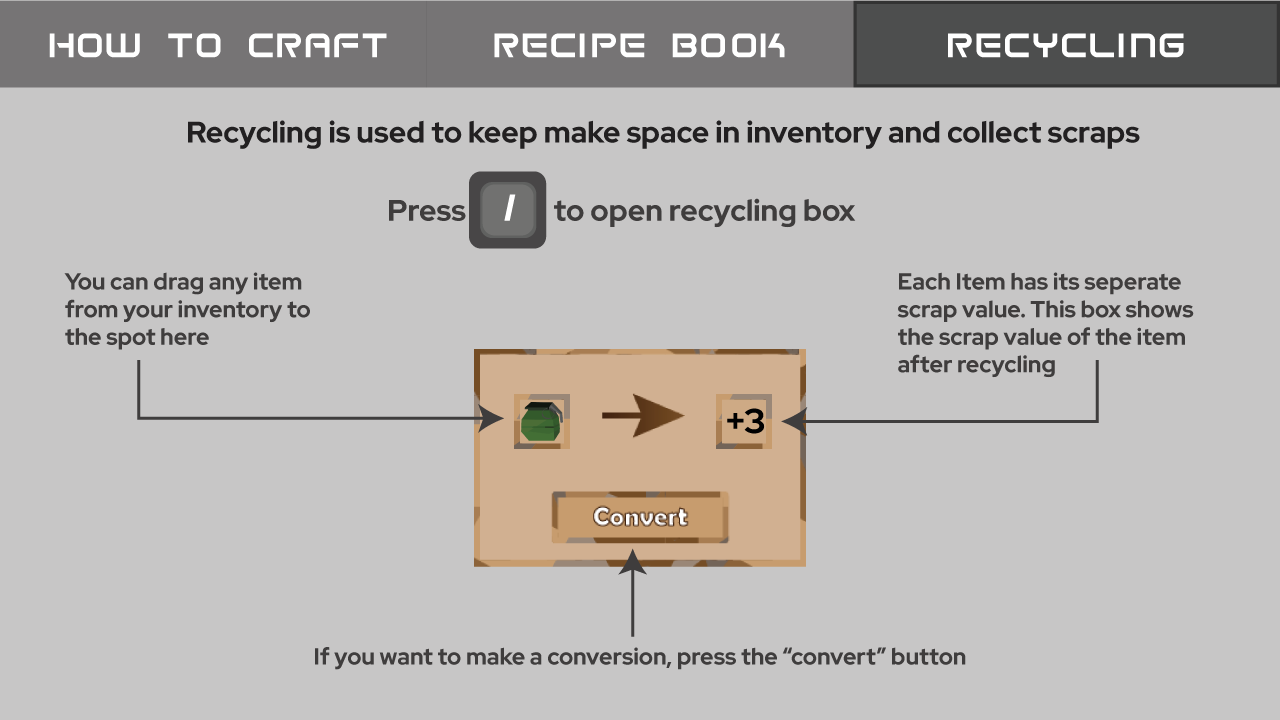 HOW TO CRAFT
RECIPE BOOK
RECYCLING
Recycling is used to keep make space in inventory and collect scraps
Press / to open recycling box
You can drag any item
from your inventory to
the spot here
Each Item has its seperate
scrap value. This box shows
the scrap value of the item
after recycling
+3
Convert
If you want to make a conversion, press the “convert” button